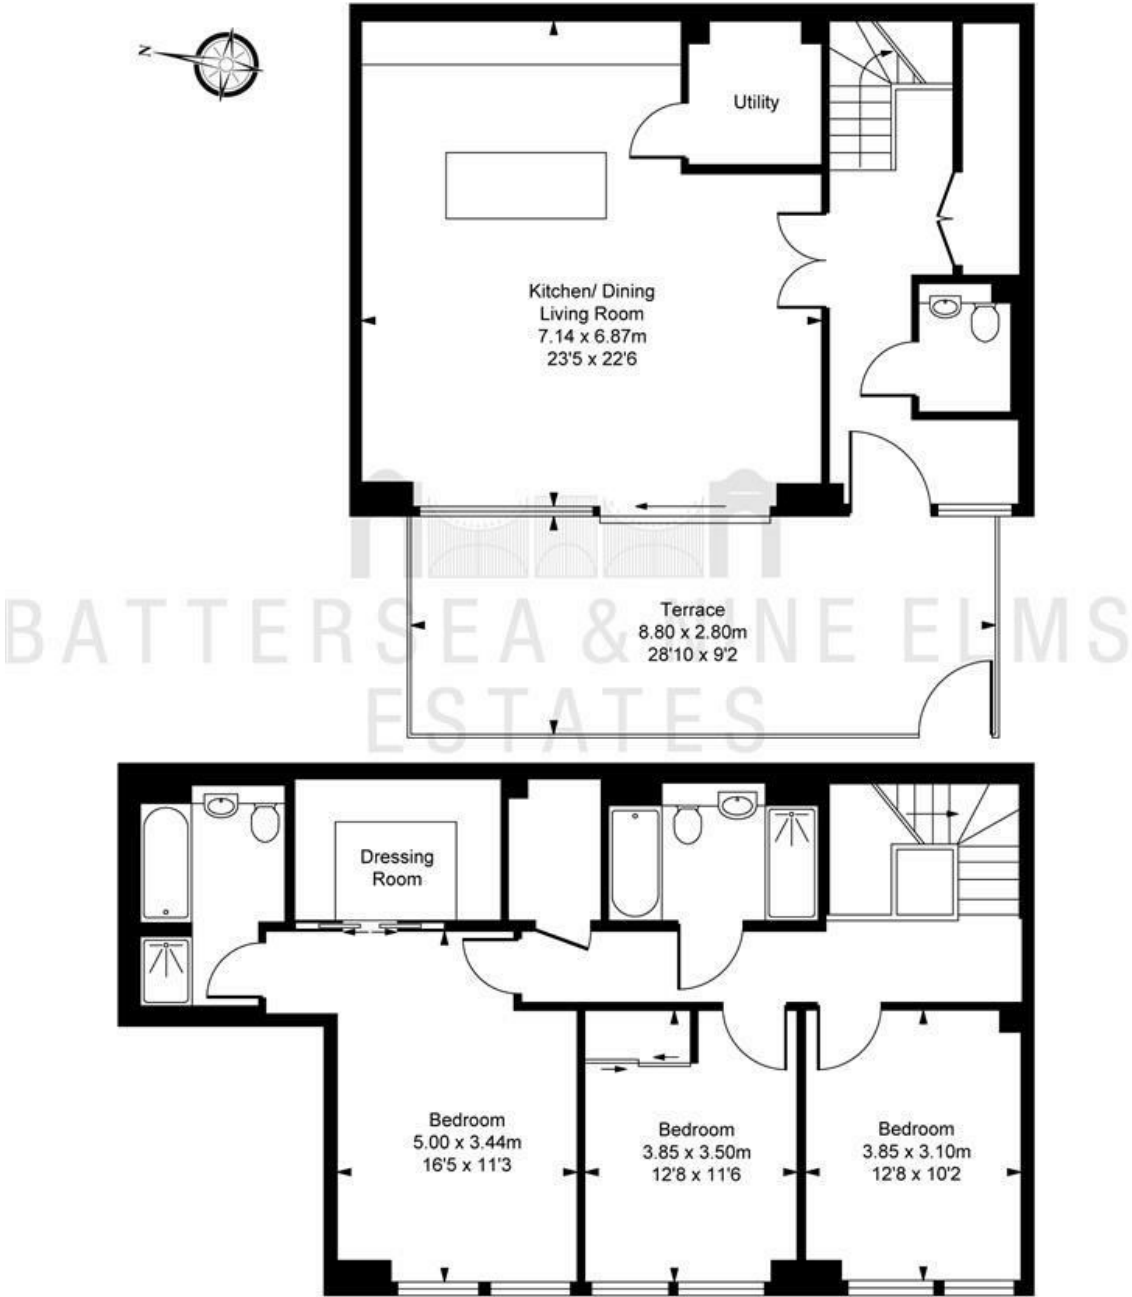 N
Utility
Kitchen/ Dining
Living Room
7.14 x 6.87m
23'5 x 22'6
Terrace
8.80 x 2.80m
28'10 x 9'2
BATTERSEA & NINE ELMS
ESTATES
Dressing
Room
Bedroom
5.00 x 3.44m
16'5 x 11'3
Bedroom
3.85 x 3.50m
12'8 x 11'6
Bedroom
3.85 x 3.10m
12'8 x 10'2